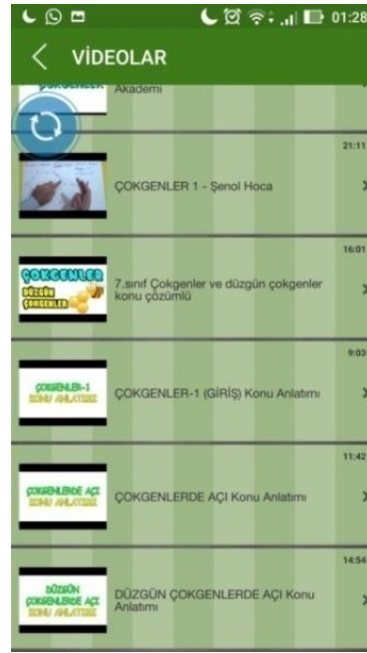 01:28
VİDEOLAR
ÇOKGENLER
Akademi
21:11
ÇOKGENLER 1 - Şenol Hoca
16:01
ÇOKGENLER
DÜZGÜN
ÇOKGENLER
7.sınıf Çokgenler ve düzgün çokgenler
konu çözümlü
9:03
ÇOKGENLER-1
KONU ANLATIMI
ÇOKGENLER-1 (GİRİŞ) Konu Anlatımı
11:42
ÇOKGENLERDE AÇI
KONU ANLATIMI
ÇOKGENLERDE AÇI Konu Anlatımı
14:54
DÜZGÜN
ÇOKGENLERDE AÇI
KONU ANLATIMI
DÜZGÜN ÇOKGENLERDE AÇI Konu
Anlatımı